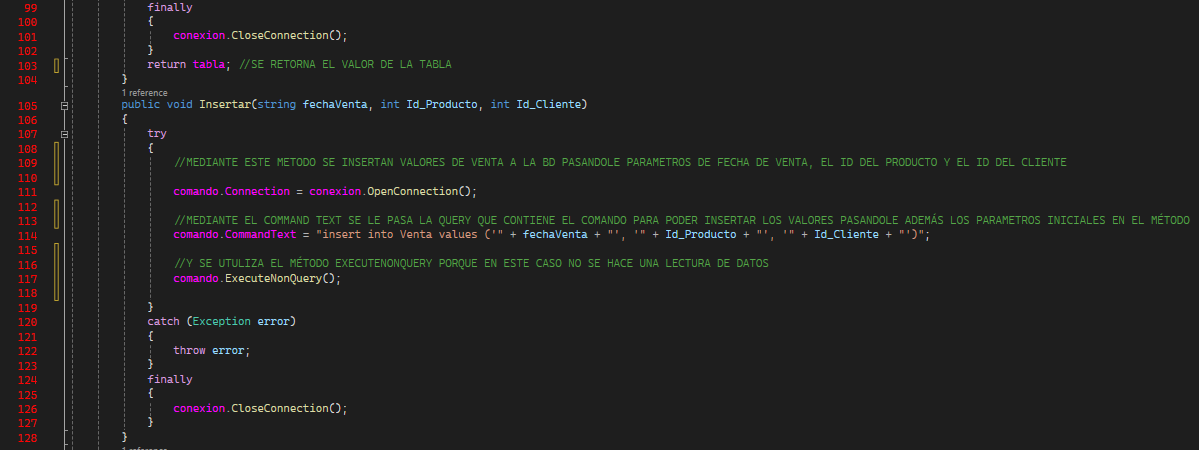 99 finally
100 {
101 conexion.CloseConnection();
102 }
103 return tabla; //SE RETORNA EL VALOR DE LA TABLA
104 }
1 reference
105 public void Insertar(string fechaVenta, int Id_Producto, int Id_Cliente)
106 {
107 try
108 {
109 //MEDIANTE ESTE METODO SE INSERTAN VALORES DE VENTA A LA BD PASANDOLE PARAMETROS DE FECHA DE VENTA, EL ID DEL PRODUCTO Y EL ID DEL CLIENTE
110
111 comando.Connection = conexion.OpenConnection();
112
113 //MEDIANTE EL COMMAND TEXT SE LE PASA LA QUERY QUE CONTIENE EL COMANDO PARA PODER INSERTAR LOS VALORES PASANDOLE ADEMÁS LOS PARAMETROS INICIALES EN EL MÉTODO
114 comando.CommandText = "insert into Venta values ('" + fechaVenta + "', '" + Id_Producto + "', '" + Id_Cliente + "')";
115
116 //Y SE UTULIZA EL MÉTODO EXECUTENONQUERY PORQUE EN ESTE CASO NO SE HACE UNA LECTURA DE DATOS
117 comando.ExecuteNonQuery();
118
119 }
120 catch (Exception error)
121 {
122 throw error;
123 }
124 finally
125 {
126 conexion.CloseConnection();
127 }
128 }
1 reference